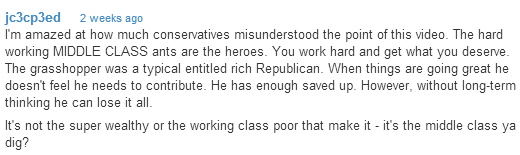 jc3cp3ed 2 weeks ago
I'm amazed at how much conservatives misunderstood the point of this video. The hard
working MIDDLE CLASS ants are the heroes. You work hard and get what you deserve.
The grasshopper was a typical entitled rich Republican. When things are going great he
doesn't feel he needs to contribute. He has enough saved up. However, without long-term
thinking he can lose it all.
It's not the super wealthy or the working class poor that make it - it's the middle class ya
dig?